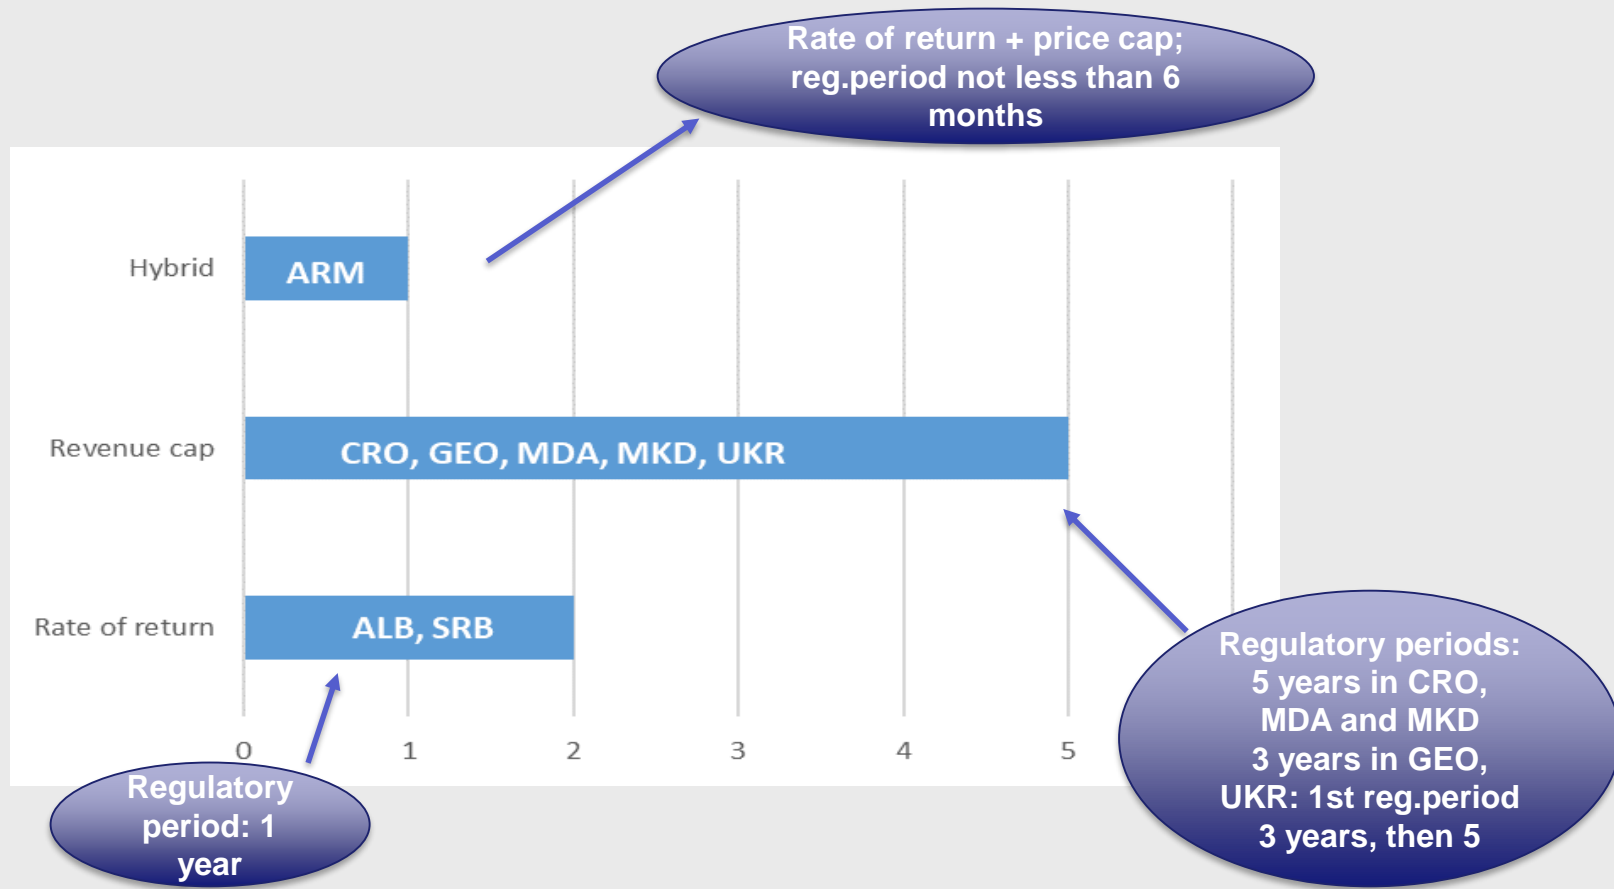 Rate of return + price cap;
reg.period not less than 6
months
Hybrid
ARM
Revenue cap
CRO, GEO, MDA, MKD, UKR
Rate of return
ALB, SRB
0 1 2 3 4 5
Regulatory
period: 1
year
Regulatory periods:
5 years in CRO,
MDA and MKD
3 years in GEO,
UKR: 1st reg.period
3 years, then 5